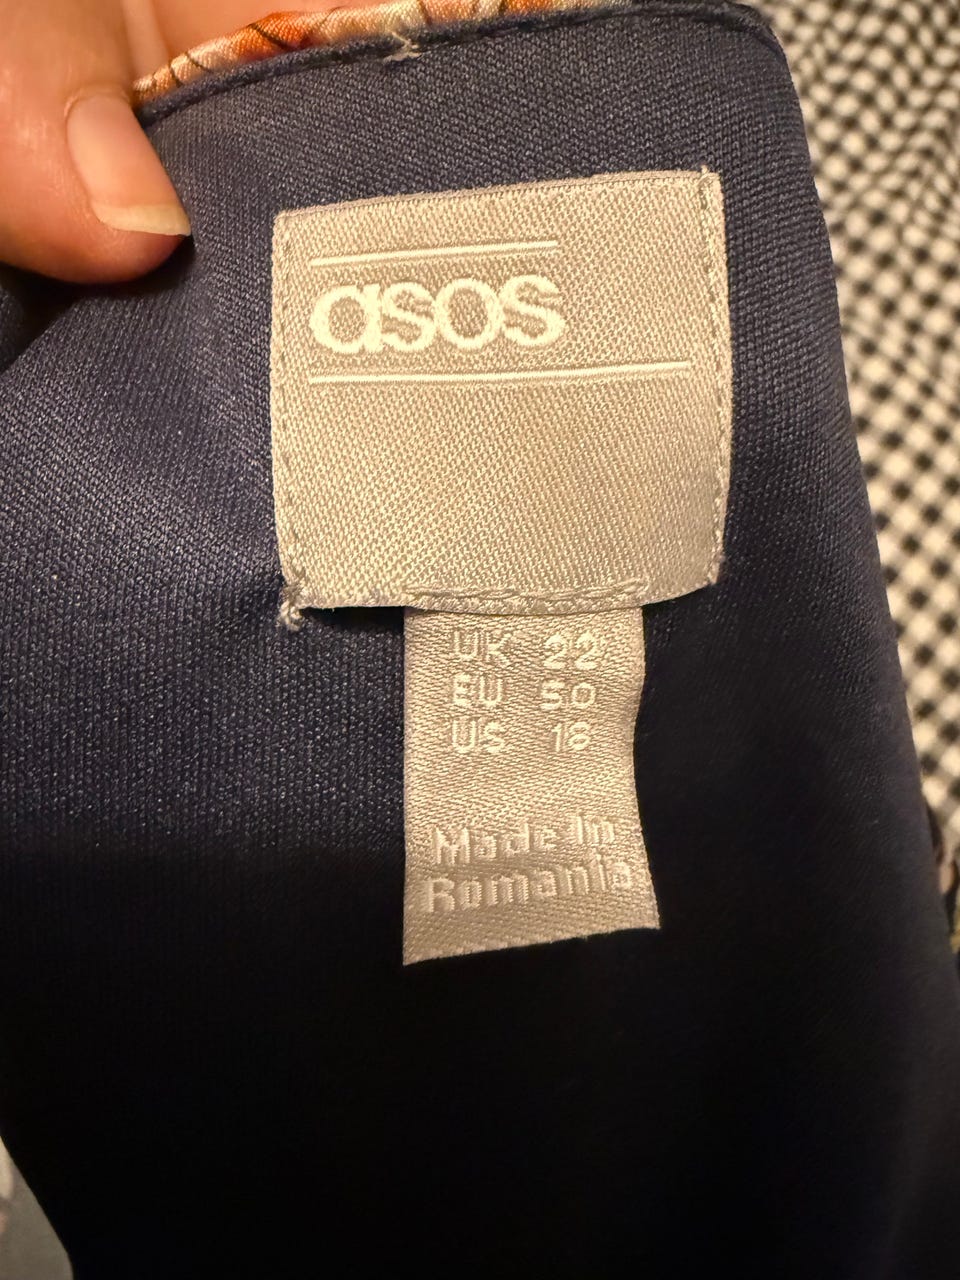 asos
UK 22
EU 50
US 18
Made In
Romania